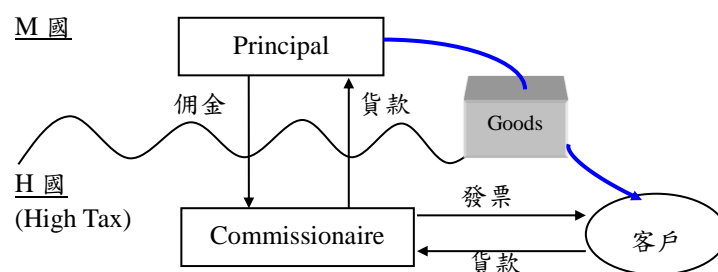 M 國
Principal
佣金
貨款
Goods
H 國
(High Tax)
發票
Commissionaire
客戶
貨款